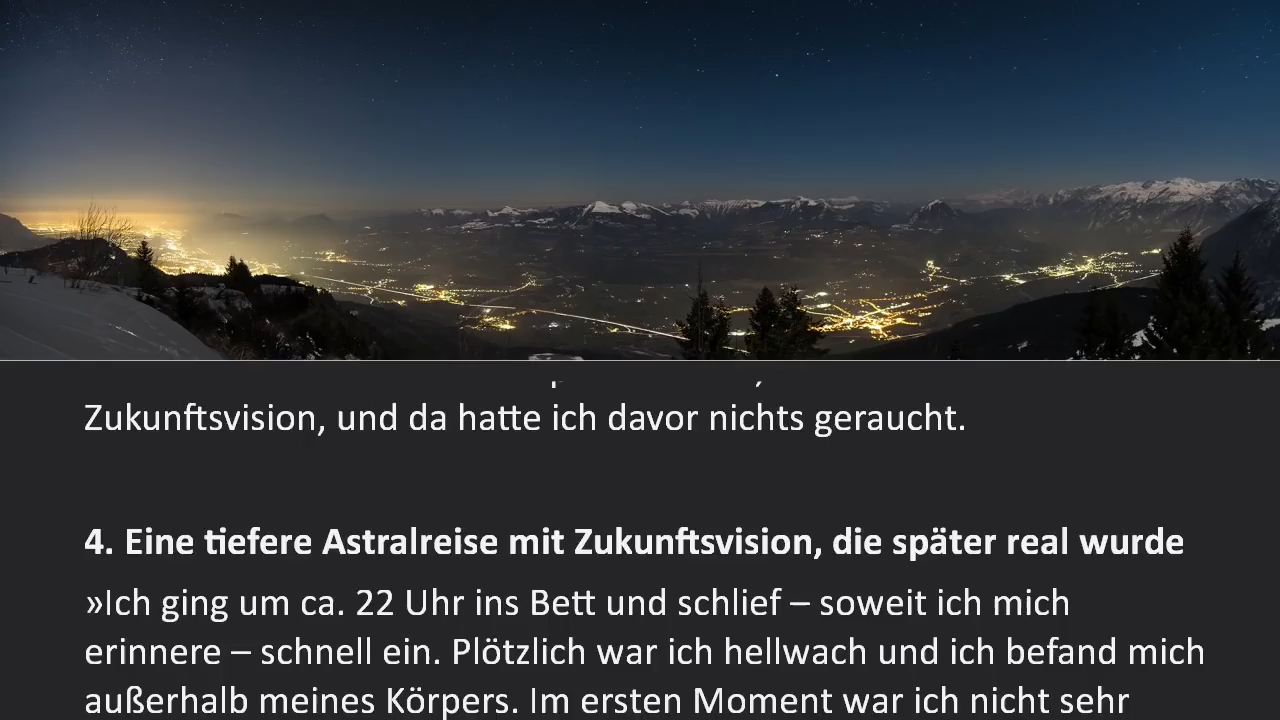 Zukunftsvision, und da hatte ich davor nichts geraucht.
4. Eine tiefere Astralreise mit Zukunftsvision, die später real wurde
»Ich ging um ca. 22 Uhr ins Bett und schlief – soweit ich mich
erinnere – schnell ein. Plötzlich war ich hellwach und ich befand mich
außerhalb meines Körpers. Im ersten Moment war ich nicht sehr